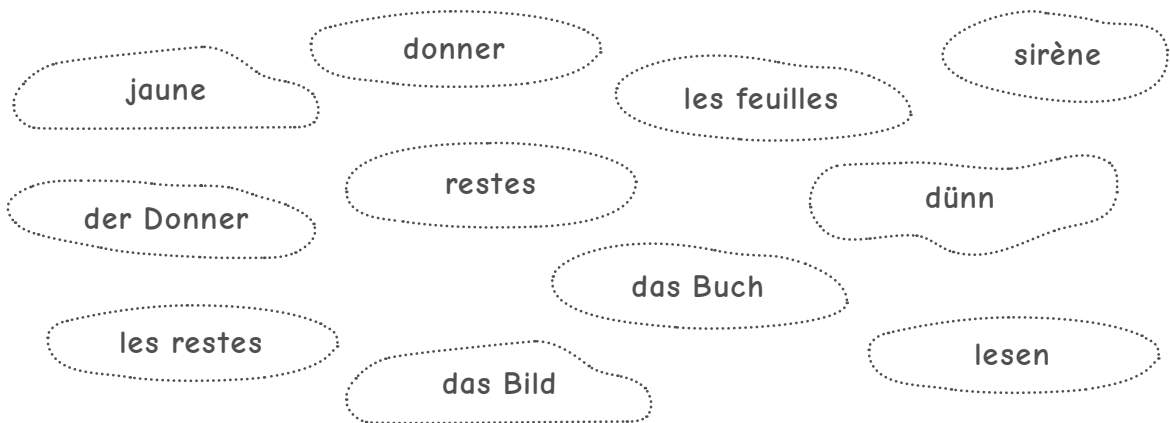 jaune
donner
les feuilles
sirène
der Donner
restes
dünn
das Buch
les restes
das Bild
lesen